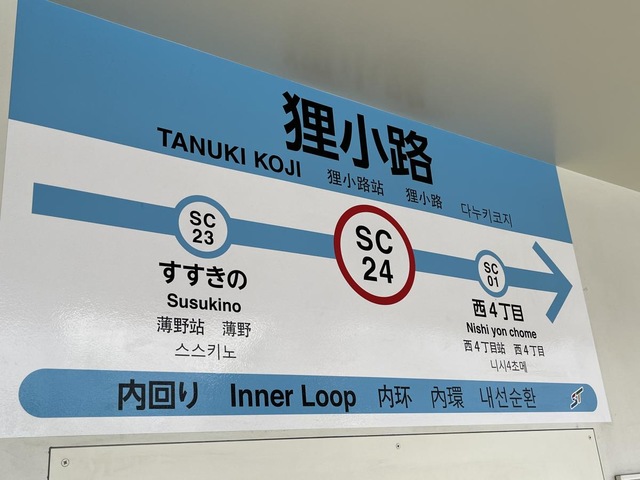 狸小路
TANUKI KOJI
狸小路站 狸小路 다누키코지
SC
23
すすきの
Susukino
薄野站 薄野
스스키노
SC
24
SC
01
西4丁目
Nishi yon chome
西4丁目站 西4丁目
니시4초메
内回り Inner Loop 内环 內環 내선순환
ST